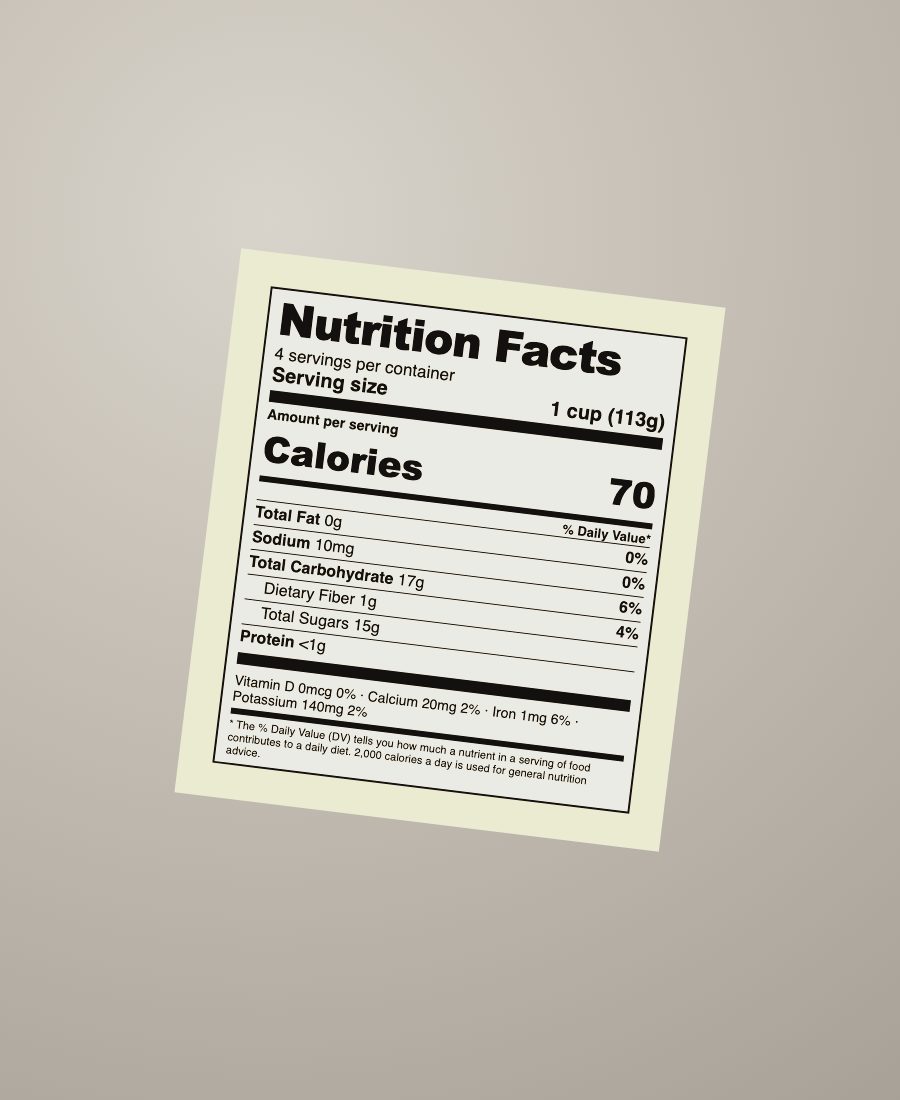 Nutrition Facts
4 servings per container
Serving size 1 cup (113g)
Amount per serving
Calories 70
% Daily Value*
Total Fat 0g 0%
Sodium 10mg 0%
Total Carbohydrate 17g 6%
Dietary Fiber 1g 4%
Total Sugars 15g
Protein <1g
Vitamin D 0mcg 0% · Calcium 20mg 2% · Iron 1mg 6% ·
Potassium 140mg 2%
* The % Daily Value (DV) tells you how much a nutrient in a serving of food
contributes to a daily diet. 2,000 calories a day is used for general nutrition
advice.